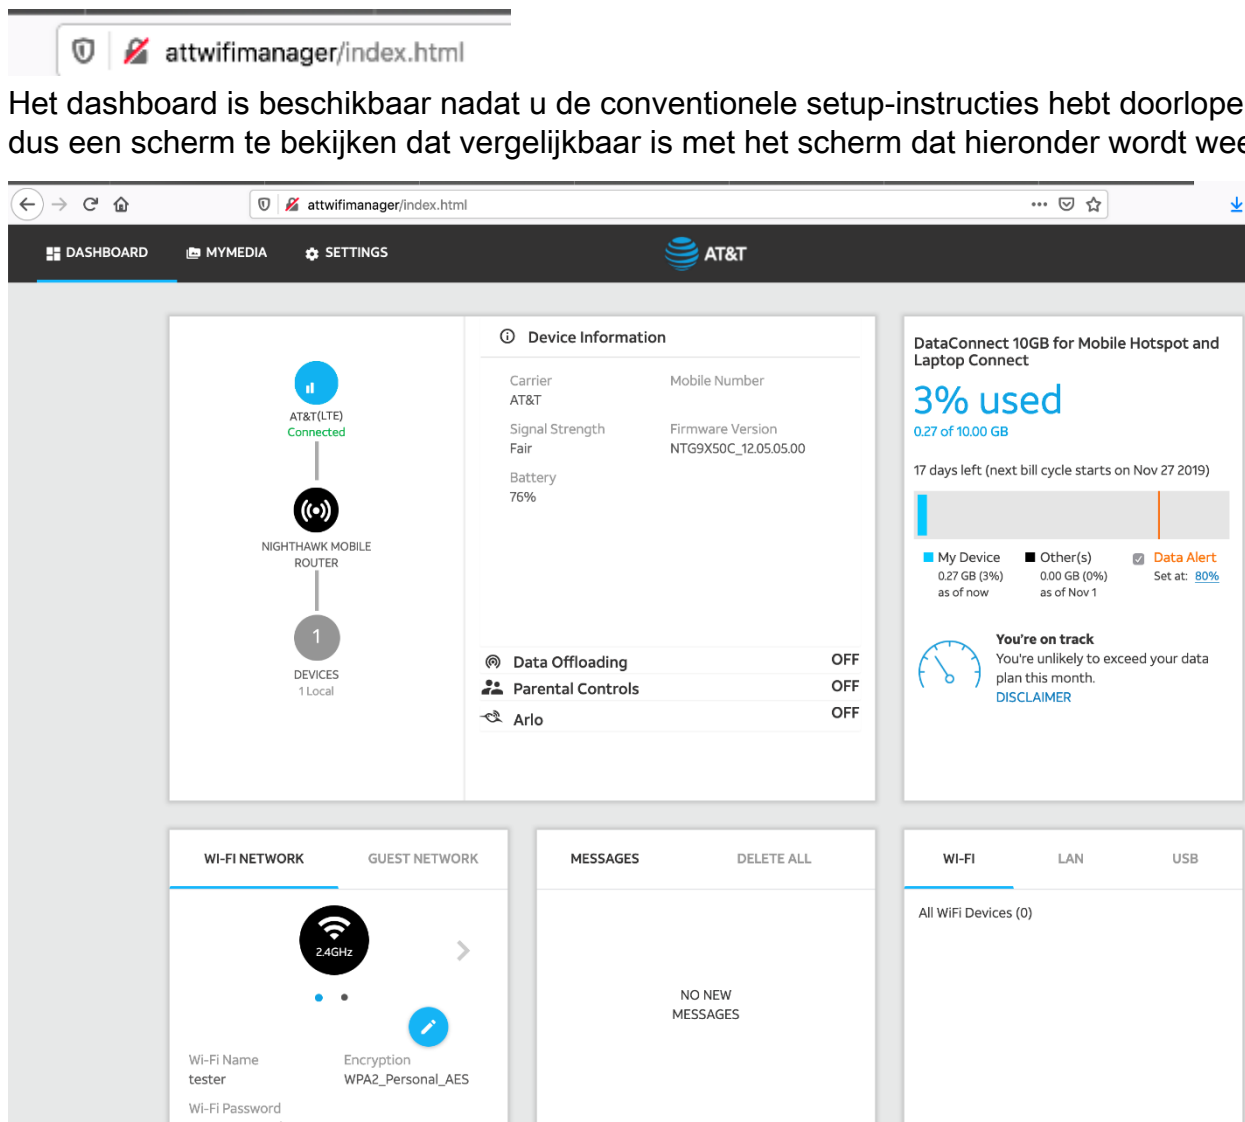 attwifimanager/index.html
Het dashboard is beschikbaar nadat u de conventionele setup-instructies hebt doorlope
dus een scherm te bekijken dat vergelijkbaar is met het scherm dat hieronder wordt wee
attwifimanager/index.html
DASHBOARD MYMEDIA SETTINGS AT&T
AT&T(LTE)
Connected
NIGHTHAWK MOBILE
ROUTER
1
DEVICES
1 Local
Device Information
Carrier Mobile Number
AT&T
Signal Strength Firmware Version
Fair NTG9X50C_12.05.05.00
Battery
76%
Data Offloading OFF
Parental Controls OFF
Arlo OFF
DataConnect 10GB for Mobile Hotspot and
Laptop Connect
3% used
0.27 of 10.00 GB
17 days left (next bill cycle starts on Nov 27 2019)
My Device Other(s) Data Alert
0.27 GB (3%) 0.00 GB (0%) Set at: 80%
as of now as of Nov 1
You're on track
You're unlikely to exceed your data
plan this month.
DISCLAIMER
WI-FI NETWORK GUEST NETWORK
2.4GHz
Wi-Fi Name Encryption
tester WPA2_Personal_AES
Wi-Fi Password
MESSAGES DELETE ALL
NO NEW
MESSAGES
WI-FI LAN USB
All WiFi Devices (0)